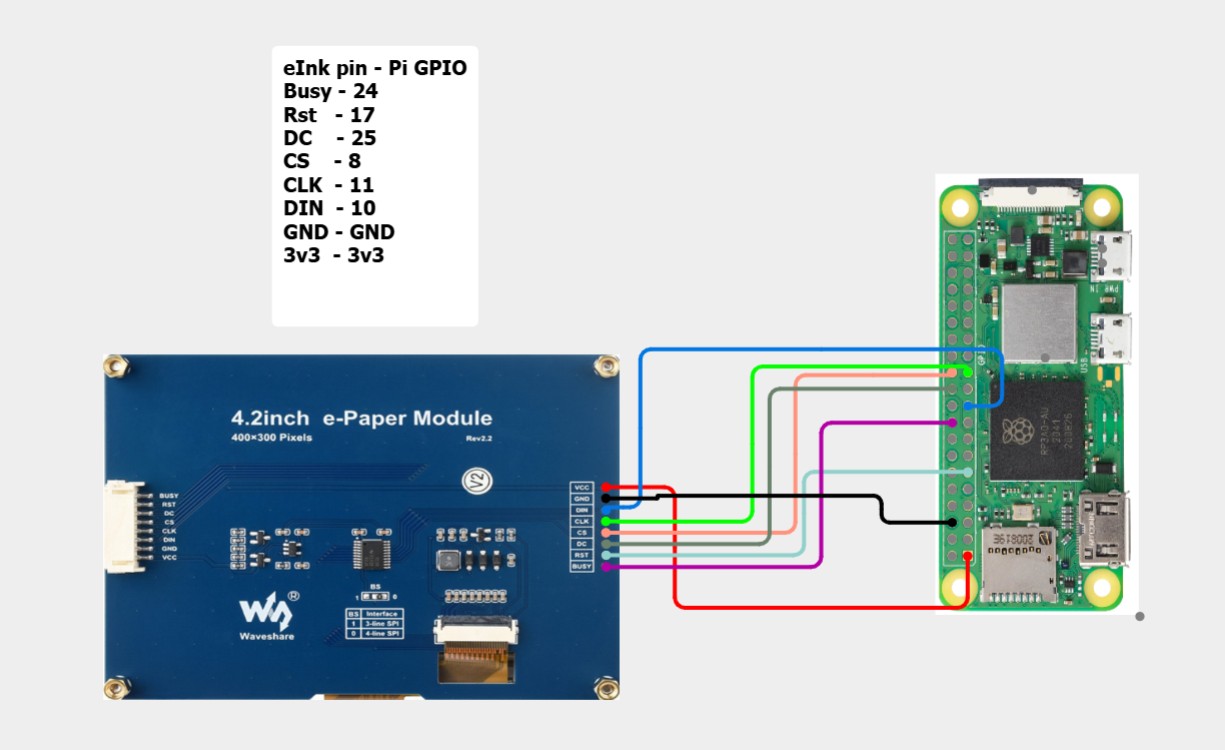 eInk pin - Pi GPIO
Busy - 24
Rst - 17
DC - 25
CS - 8
CLK - 11
DIN - 10
GND - GND
3v3 - 3v3
4.2inch e-Paper Module
400×300 Pixels
Rev2.2
V2
BUSY
RST
DC
CS
CLK
DIN
GND
VCC
VCC
GND
DIN
CLK
CS
DC
RST
BUSY
BS
1 0
BS Interface
1 3-line SPI
0 4-line SPI
Waveshare
PWR IN
USB
RP3A0-AU